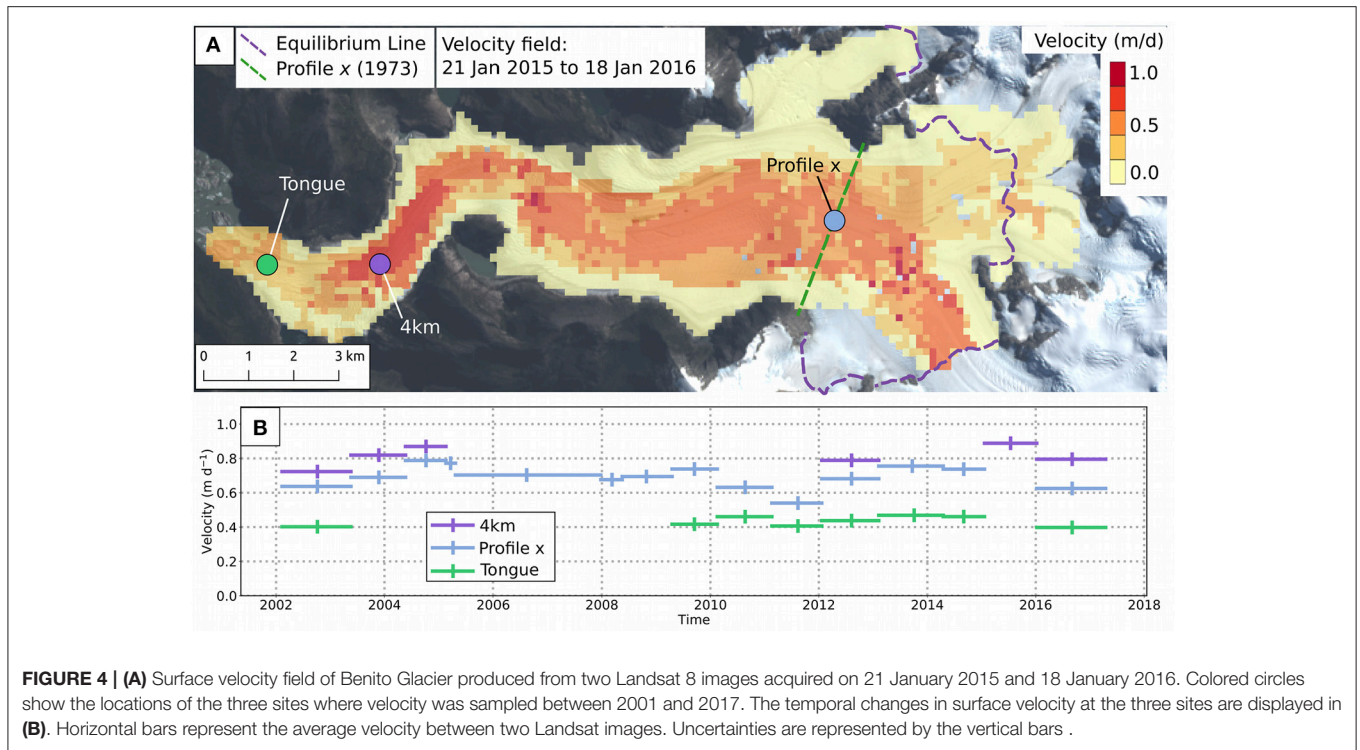 A
Equilibrium Line
Profile x (1973)
Velocity field:
21 Jan 2015 to 18 Jan 2016
Velocity (m/d)
1.0
0.5
0.0
Profile x
Tongue
4km
0 1 2 3 km
B
Velocity (m d⁻¹)
1.0
0.8
0.6
0.4
0.2
0.0
4km
Profile x
Tongue
2002 2004 2006 2008 2010 2012 2014 2016 2018
Time
FIGURE 4 | (A) Surface velocity field of Benito Glacier produced from two Landsat 8 images acquired on 21 January 2015 and 18 January 2016. Colored circles
show the locations of the three sites where velocity was sampled between 2001 and 2017. The temporal changes in surface velocity at the three sites are displayed in
(B). Horizontal bars represent the average velocity between two Landsat images. Uncertainties are represented by the vertical bars .